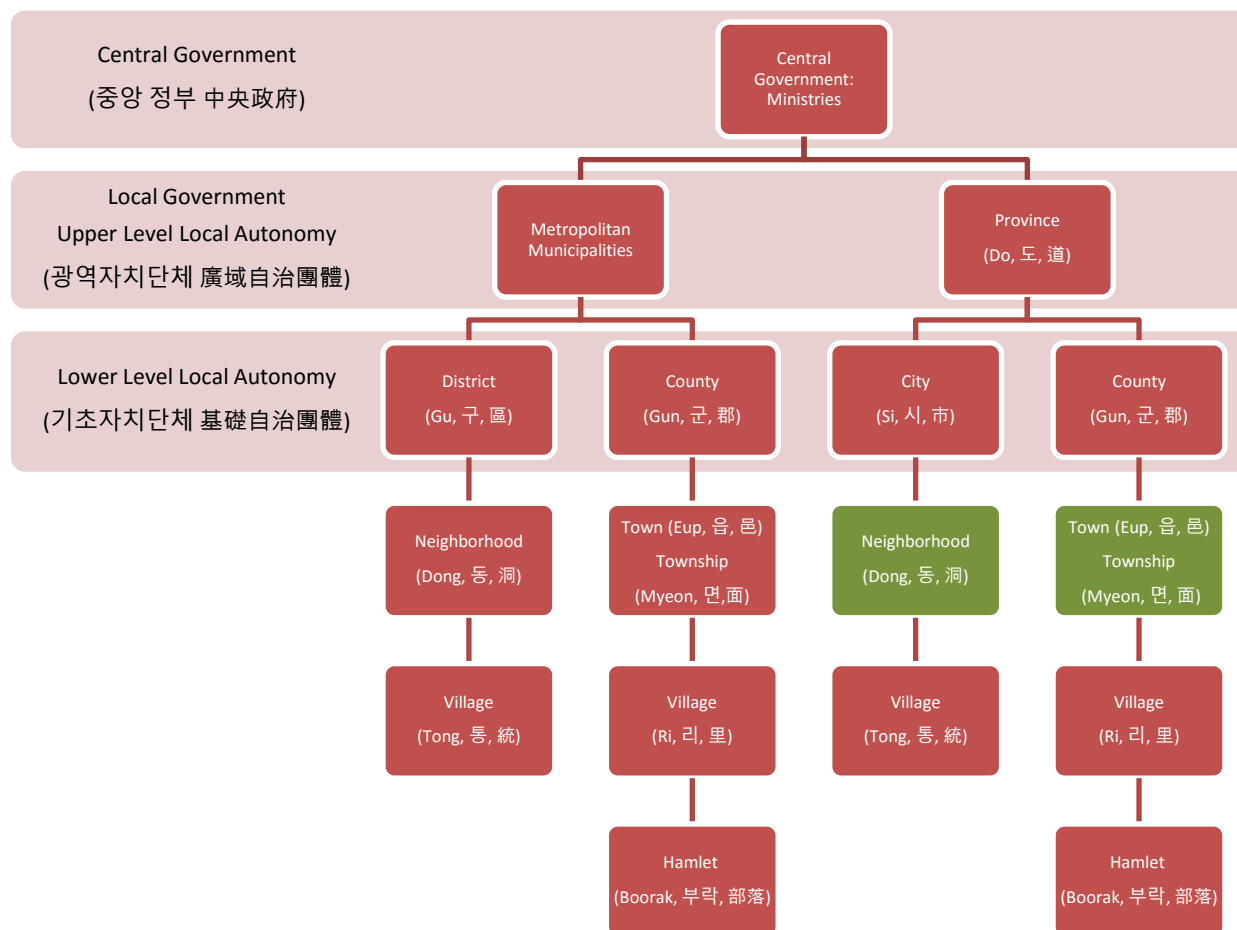 Central Government
(중앙 정부 中央政府)
Central
Government:
Ministries
Local Government
Upper Level Local Autonomy
(광역자치단체 廣域自治團體)
Metropolitan
Municipalities
Province
(Do, 도, 道)
Lower Level Local Autonomy
(기초자치단체 基礎自治團體)
District
(Gu, 구, 區)
County
(Gun, 군, 郡)
City
(Si, 시, 市)
County
(Gun, 군, 郡)
Neighborhood
(Dong, 동, 洞)
Town (Eup, 읍, 邑)
Township
(Myeon, 면,面)
Neighborhood
(Dong, 동, 洞)
Town (Eup, 읍, 邑)
Township
(Myeon, 면, 面)
Village
(Tong, 통, 統)
Village
(Ri, 리, 里)
Village
(Tong, 통, 統)
Village
(Ri, 리, 里)
Hamlet
(Boorak, 부락, 部落)
Hamlet
(Boorak, 부락, 部落)